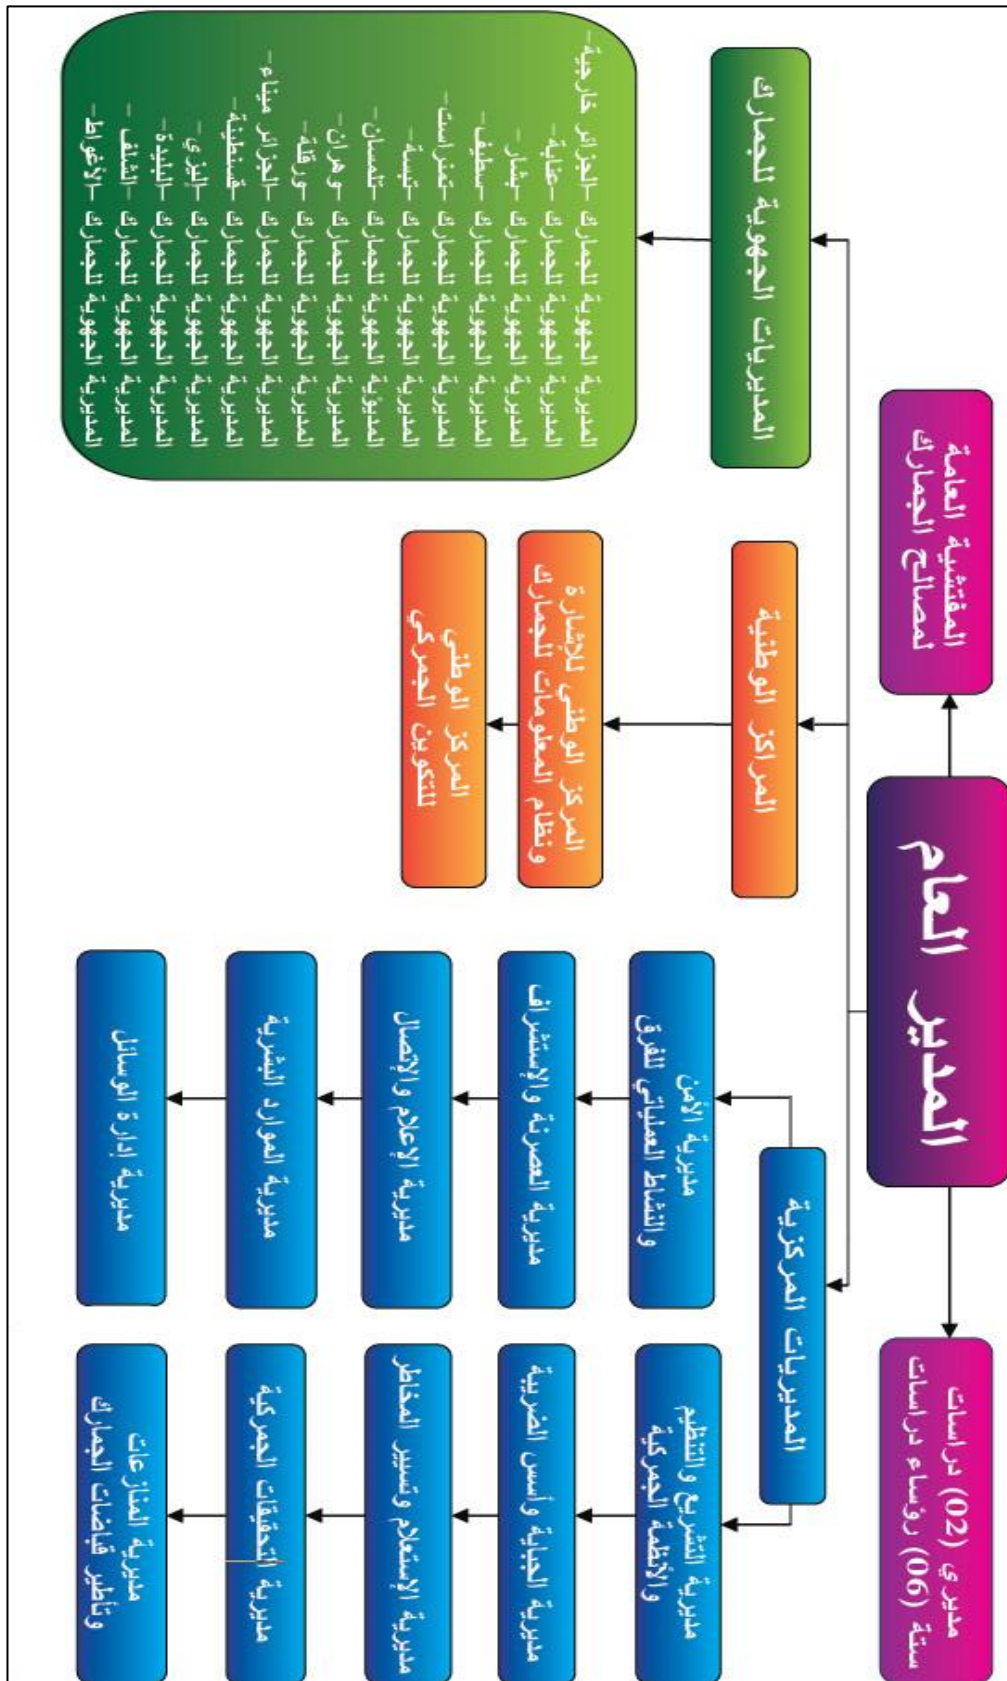 مديري (02) دراسات
ستة (06) رؤساء دراسات
المدير العام
المفتشية العامة
لمصالح الجمارك
المديريات المركزية
المراكز الوطنية
المديريات الجهوية للجمارك
مديرية التشريع والتنظيم
والأنظمة الجمركية
مديرية الجباية وأسس الضريبة
مديرية الإستعلام وتسيير المخاطر
مديرية التحقيقات الجمركية
مديرية المنازعات
وتأطير قباضات الجمارك
مديرية الأمن
والنشاط العملياتي للفرق
مديرية العصرنة والإستشراف
مديرية الإعلام والإتصال
مديرية الموارد البشرية
مديرية إدارة الوسائل
المركز الوطني للإشارة
ونظام المعلومات للجمارك
المركز الوطني
للتكوين الجمركي
المديرية الجهوية للجمارك -الجزائر خارجية-
المديرية الجهوية للجمارك -عنابة-
المديرية الجهوية للجمارك -بشار-
المديرية الجهوية للجمارك -سطيف-
المديرية الجهوية للجمارك -تمنراست-
المديرية الجهوية للجمارك -تبسة-
المديرية الجهوية للجمارك -تلمسان-
المديرية الجهوية للجمارك -وهران-
المديرية الجهوية للجمارك -ورقلة-
المديرية الجهوية للجمارك -الجزائر ميناء-
المديرية الجهوية للجمارك -قسنطينة-
المديرية الجهوية للجمارك -إليزي-
المديرية الجهوية للجمارك -البليدة-
المديرية الجهوية للجمارك -الشلف-
المديرية الجهوية للجمارك -الأغواط-